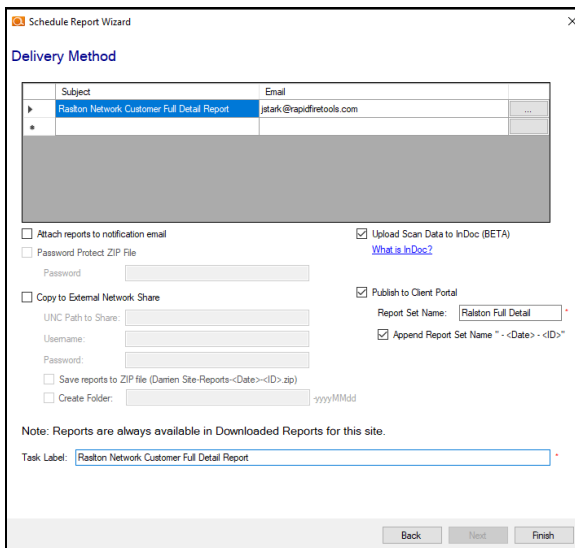 Schedule Report Wizard
Delivery Method
Subject Email
Raslton Network Customer Full Detail Report jstark@rapidfiretools.com ...
Attach reports to notification email
Upload Scan Data to InDoc (BETA)
Password Protect ZIP File
What is InDoc?
Password
Copy to External Network Share
Publish to Client Portal
UNC Path to Share:
Report Set Name: Ralston Full Detail *
Username:
Append Report Set Name " - <Date> - <ID>"
Password:
Save reports to ZIP file (Darrien Site-Reports-<Date>-<ID>.zip)
Create Folder: -yyyyMMdd
Note: Reports are always available in Downloaded Reports for this site.
Task Label: Raslton Network Customer Full Detail Report *
Back Next Finish